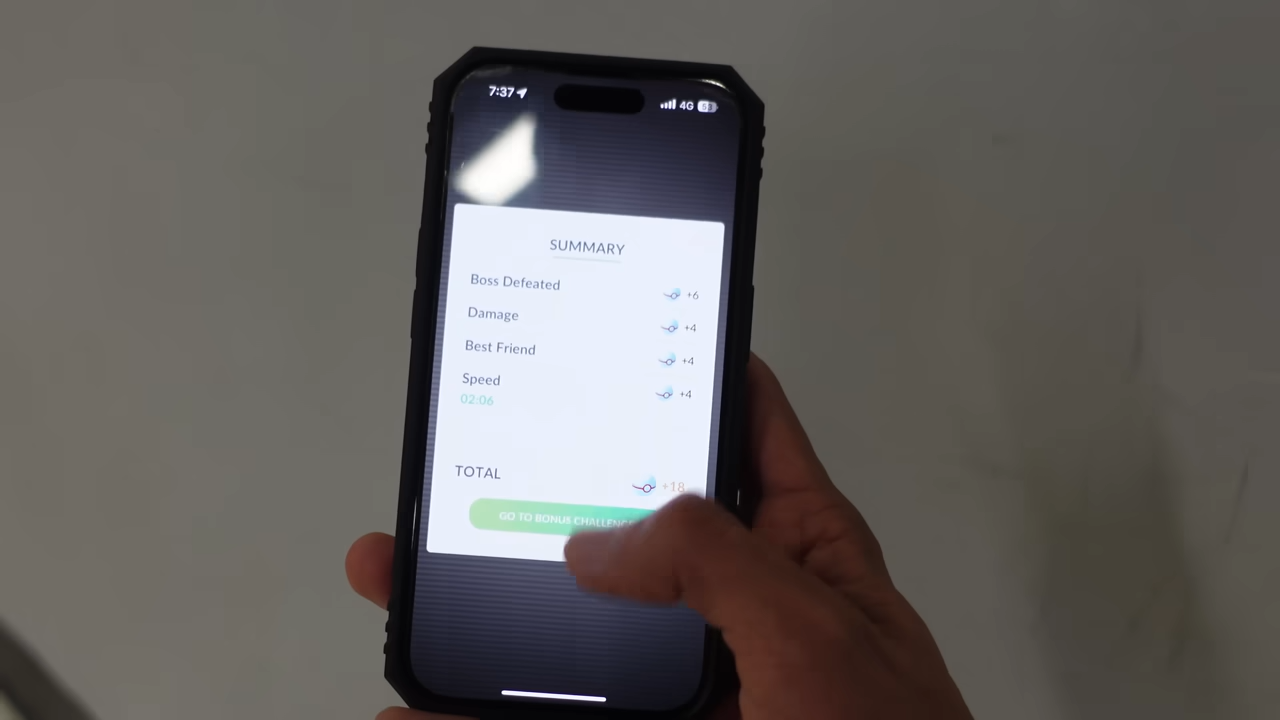 7:37 4G 53
SUMMARY
Boss Defeated +6
Damage +4
Best Friend +4
Speed +4
02:06
TOTAL +18
GO TO BONUS CHALLENGE